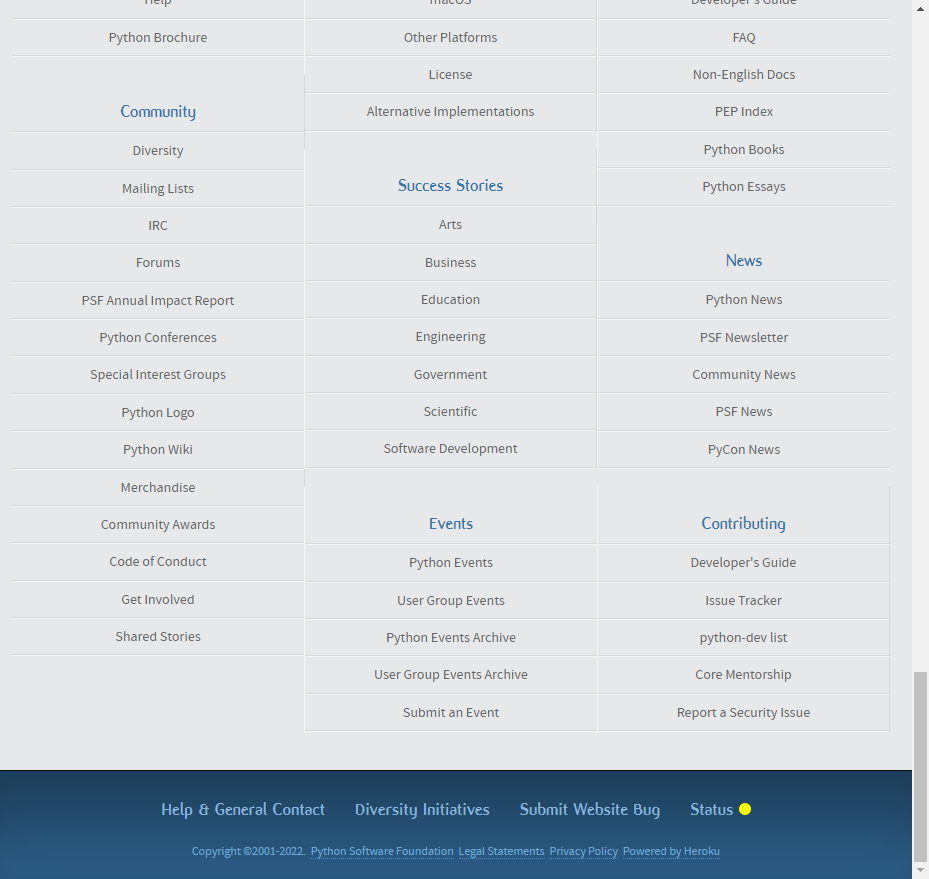 Help
Python Brochure
Community
Diversity
Mailing Lists
IRC
Forums
PSF Annual Impact Report
Python Conferences
Special Interest Groups
Python Logo
Python Wiki
Merchandise
Community Awards
Code of Conduct
Get Involved
Shared Stories
macOS
Other Platforms
License
Alternative Implementations
Success Stories
Arts
Business
Education
Engineering
Government
Scientific
Software Development
Events
Python Events
User Group Events
Python Events Archive
User Group Events Archive
Submit an Event
Developer's Guide
FAQ
Non-English Docs
PEP Index
Python Books
Python Essays
News
Python News
PSF Newsletter
Community News
PSF News
PyCon News
Contributing
Developer's Guide
Issue Tracker
python-dev list
Core Mentorship
Report a Security Issue
Help & General Contact Diversity Initiatives Submit Website Bug Status
Copyright ©2001-2022. Python Software Foundation Legal Statements Privacy Policy Powered by Heroku